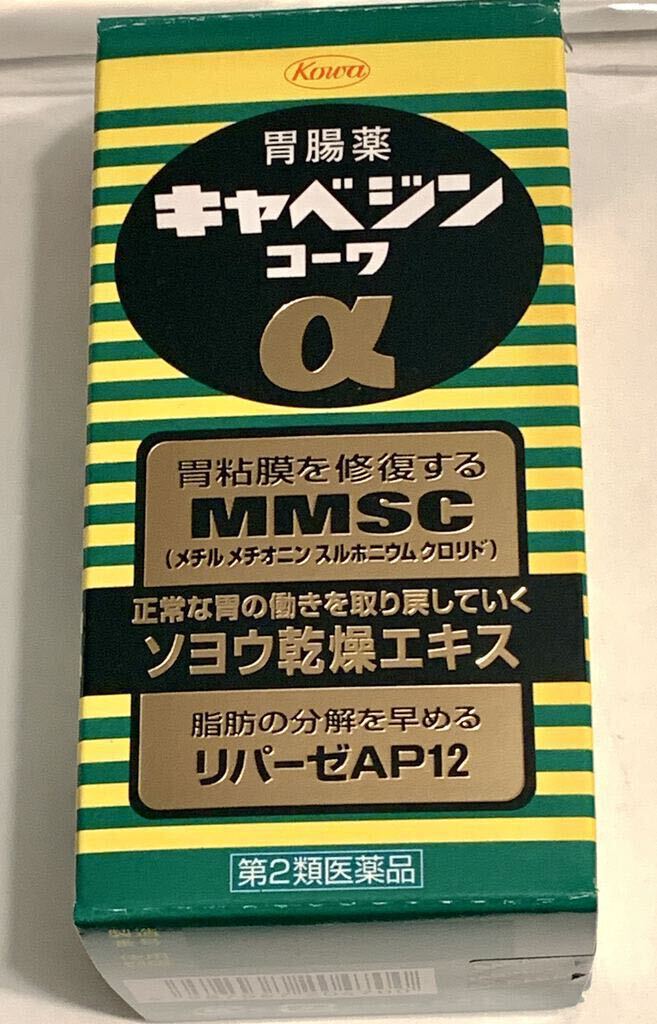 Kowa
胃腸薬
キャベジン
コーワ
α
胃粘膜を修復する
MMSC
(メチル メチオニン スルホニウム クロリド)
正常な胃の働きを取り戻していく
ソヨウ乾燥エキス
脂肪の分解を早める
リパーゼAP12
第2類医薬品